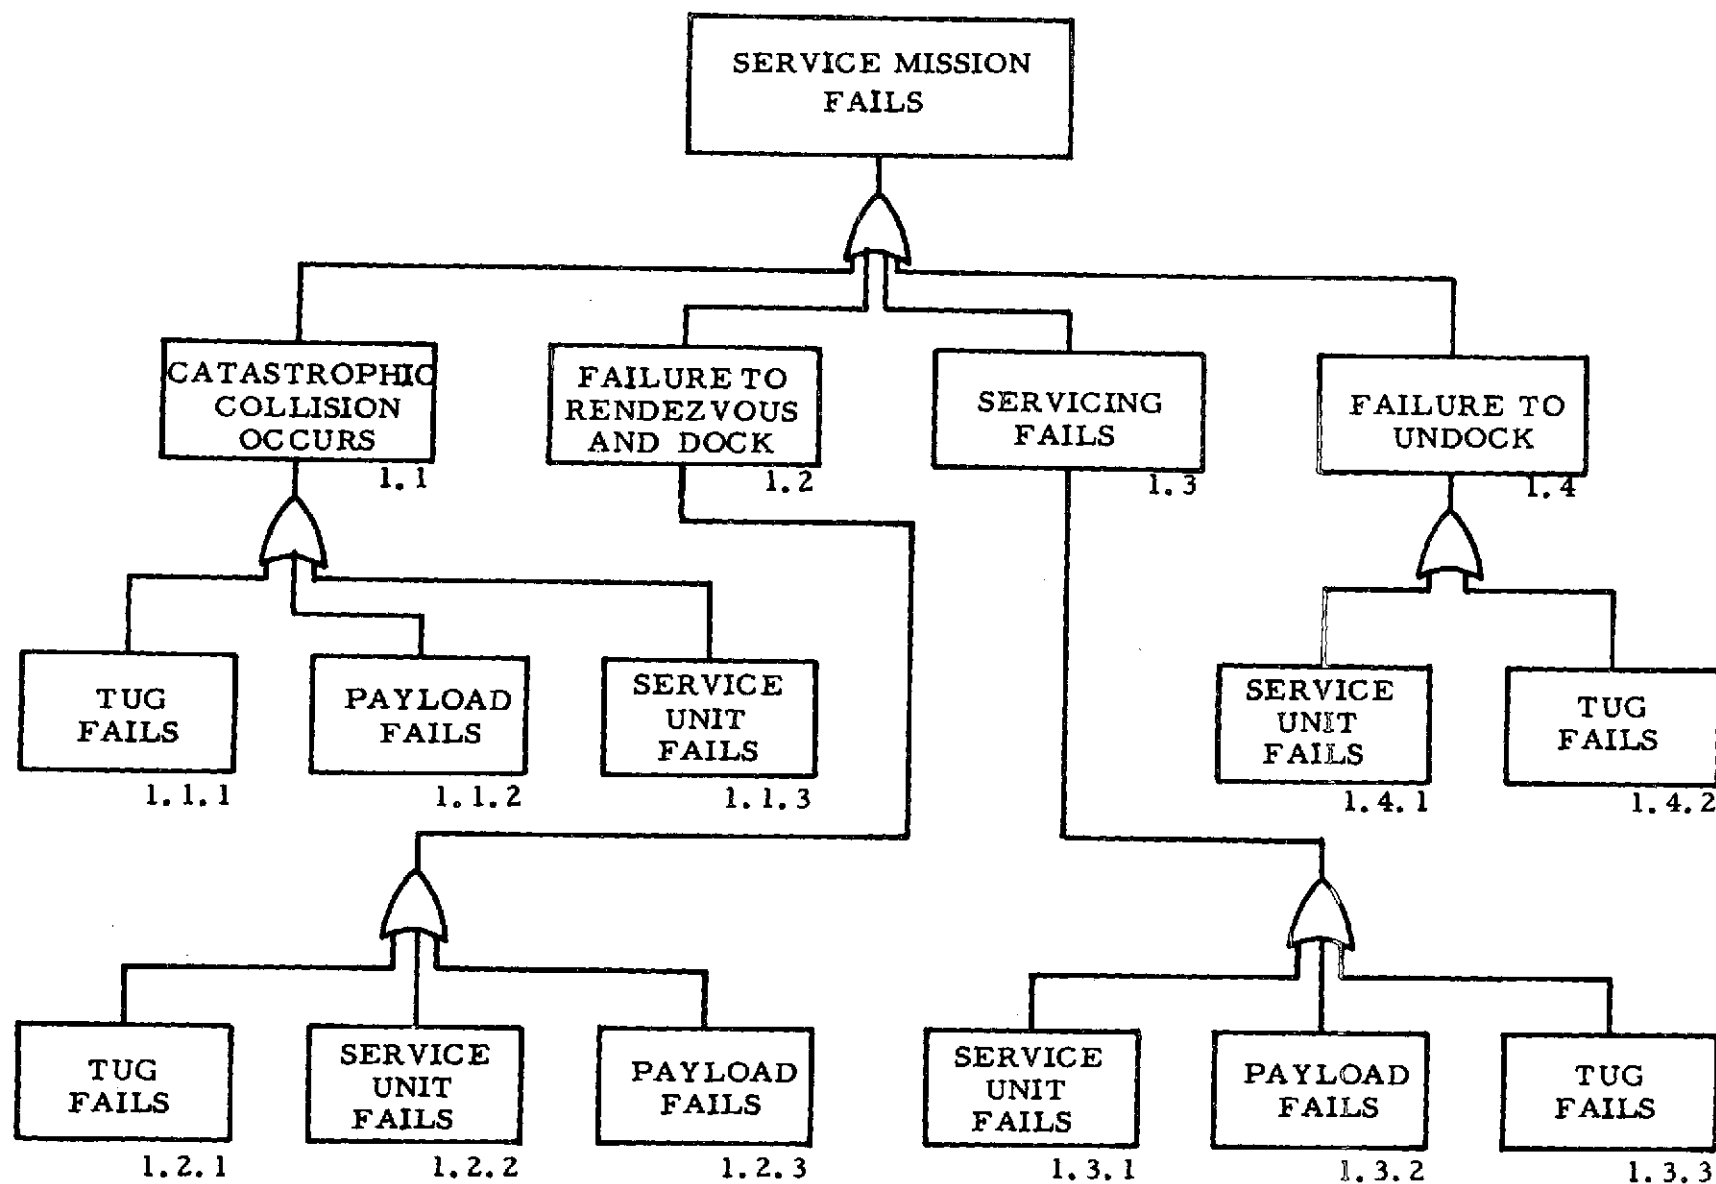 SERVICE MISSION
FAILS
CATASTROPHIC
COLLISION
OCCURS
1.1
FAILURE TO
RENDEZVOUS
AND DOCK
1.2
SERVICING
FAILS
1.3
FAILURE TO
UNDOCK
1.4
TUG
FAILS
1.1.1
PAYLOAD
FAILS
1.1.2
SERVICE
UNIT
FAILS
1.1.3
SERVICE
UNIT
FAILS
1.4.1
TUG
FAILS
1.4.2
TUG
FAILS
1.2.1
SERVICE
UNIT
FAILS
1.2.2
PAYLOAD
FAILS
1.2.3
SERVICE
UNIT
FAILS
1.3.1
PAYLOAD
FAILS
1.3.2
TUG
FAILS
1.3.3